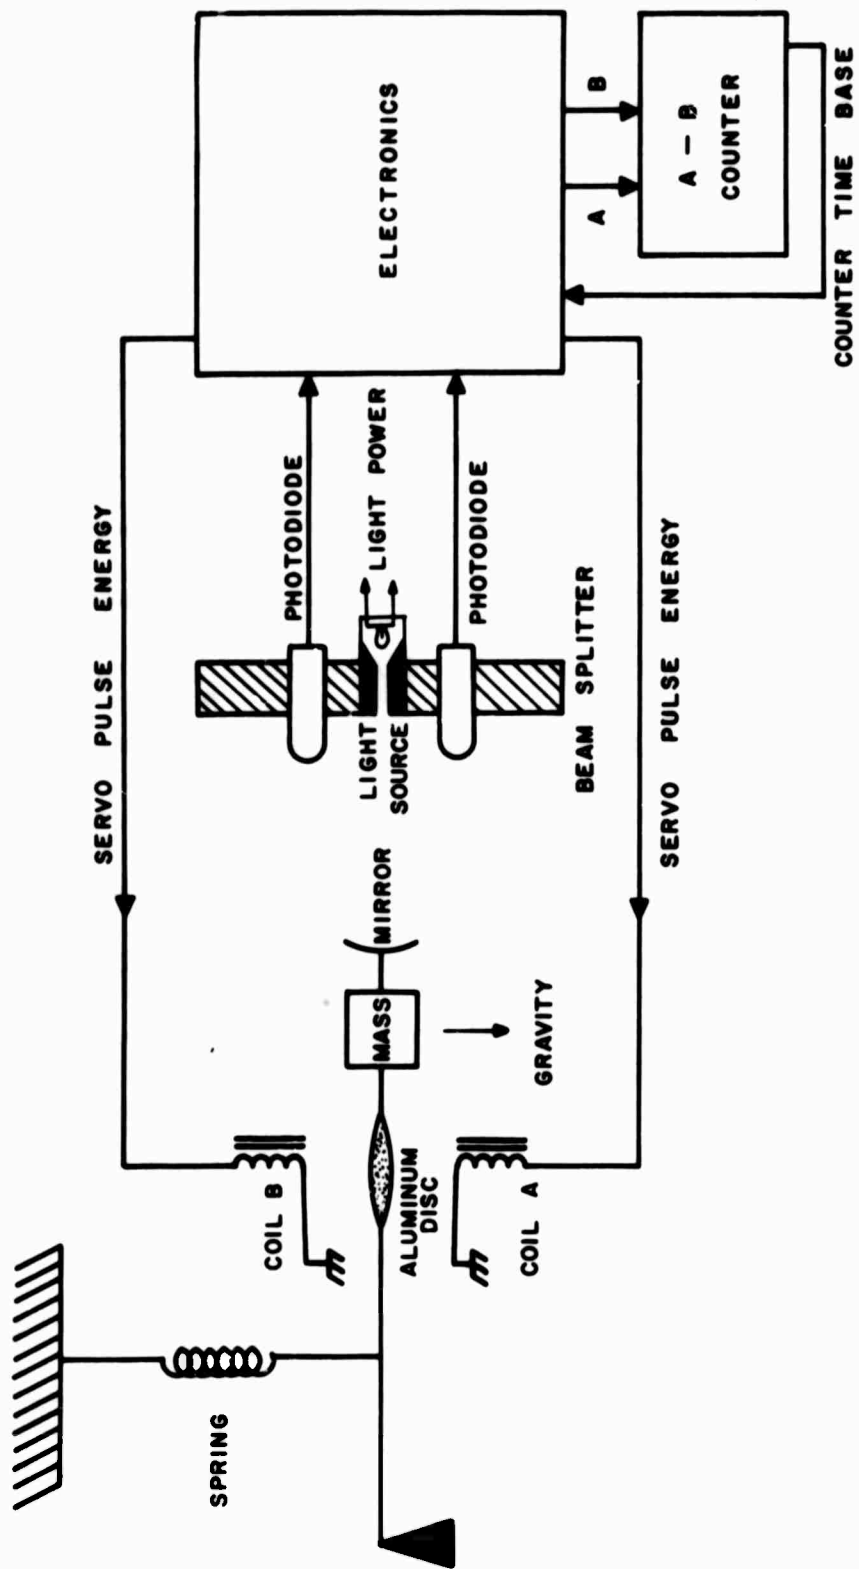 SERVO PULSE ENERGY
SPRING
COIL B
PHOTODIODE
ELECTRONICS
MASS
MIRROR
LIGHT
SOURCE
LIGHT POWER
ALUMINUM
DISC
PHOTODIODE
COIL A
GRAVITY
BEAM SPLITTER
A
B
SERVO PULSE ENERGY
A - B
COUNTER
COUNTER TIME BASE